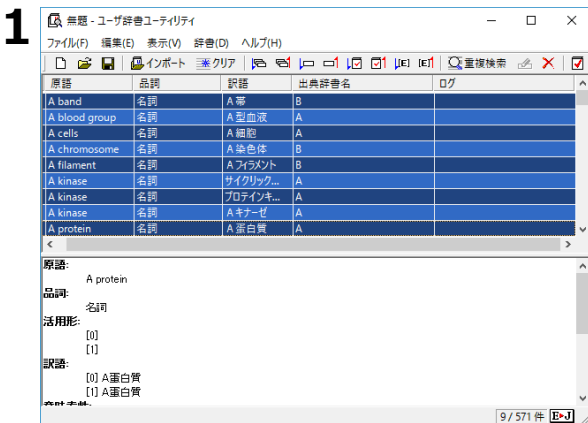 1
無題 - ユーザ辞書ユーティリティ
ファイル(F) 編集(E) 表示(V) 辞書(D) ヘルプ(H)
インポート クリア 重複検索
原語 品詞 訳語 出典辞書名 ログ
A band 名詞 A 帯 B
A blood group 名詞 A 型血液 A
A cells 名詞 A 細胞 A
A chromosome 名詞 A 染色体 B
A filament 名詞 A フィラメント B
A kinase 名詞 サイクリック... A
A kinase 名詞 プロテインキ... A
A kinase 名詞 A キナーゼ A
A protein 名詞 A 蛋白質 A
原語:
A protein
品詞:
名詞
活用形:
[0]
[1]
訳語:
[0] A蛋白質
[1] A蛋白質
9 / 571 件 E▸J